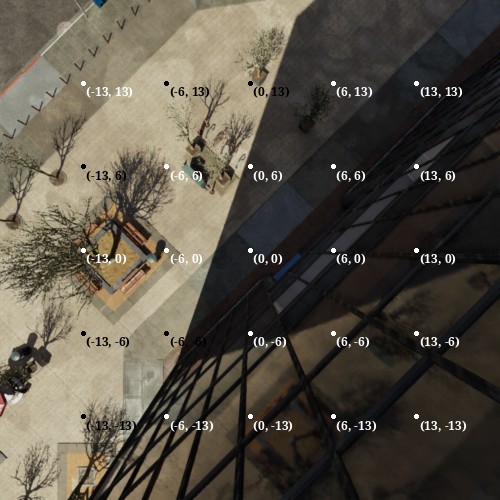 (-13, 13) (-6, 13) (0, 13) (6, 13) (13, 13)
(-13, 6) (-6, 6) (0, 6) (6, 6) (13, 6)
(-13, 0) (-6, 0) (0, 0) (6, 0) (13, 0)
(-13, -6) (-6, -6) (0, -6) (6, -6) (13, -6)
(-13, -13) (-6, -13) (0, -13) (6, -13) (13, -13)